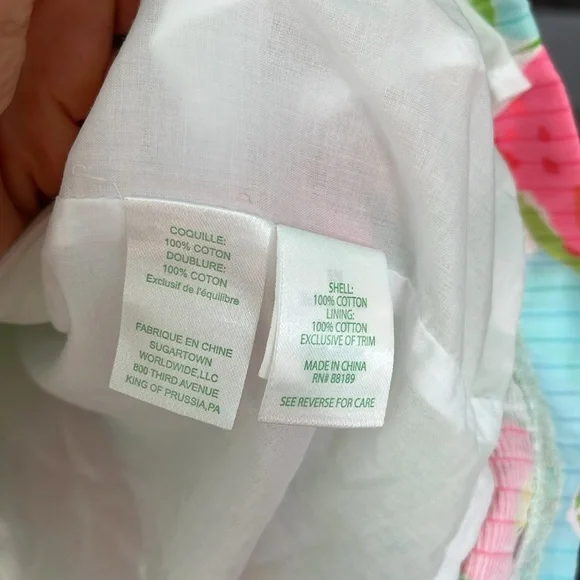 COQUILLE:
100% COTON
DOUBLURE:
100% COTON
Exclusif de l'équilibre
FABRIQUE EN CHINE
SUGARTOWN
WORLDWIDE,LLC
800 THIRD AVENUE
KING OF PRUSSIA,PA
SHELL:
100% COTTON
LINING:
100% COTTON
EXCLUSIVE OF TRIM
MADE IN CHINA
RN# 88189
SEE REVERSE FOR CARE